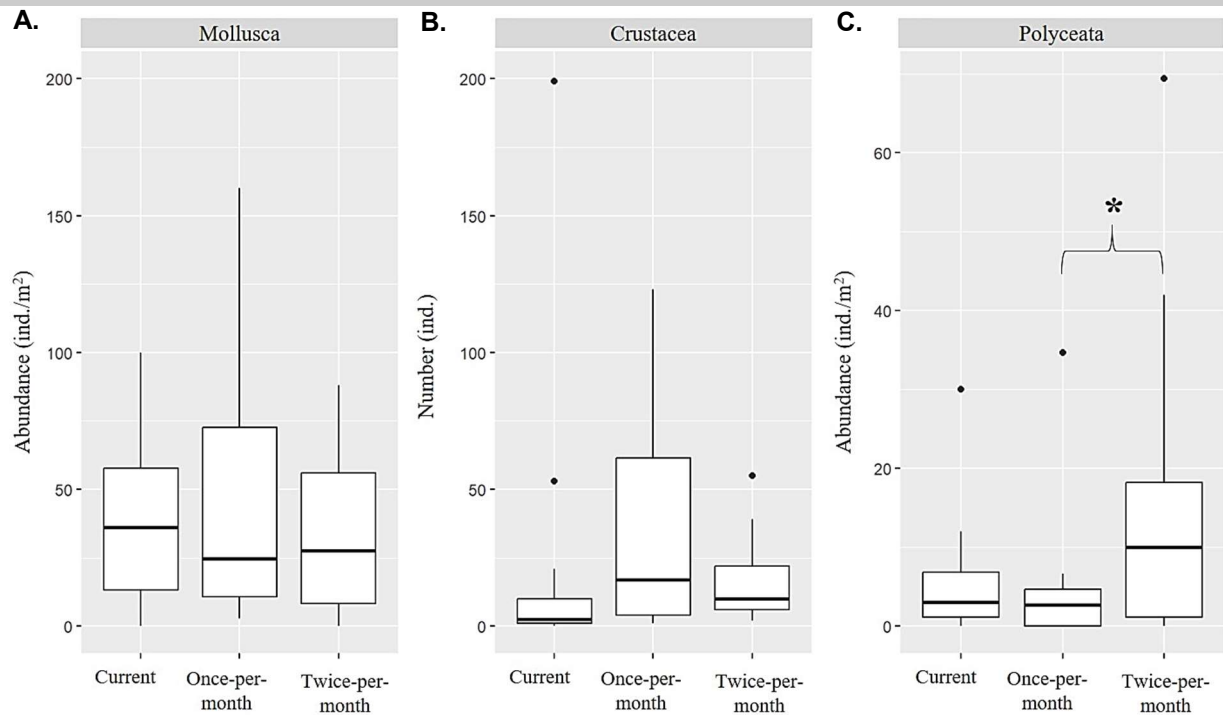 A.
Mollusca
Abundance (ind./m²)
200
150
100
50
0
Current
Once-per-
month
Twice-per-
month
B.
Crustacea
Number (ind.)
200
150
100
50
0
Current
Once-per-
month
Twice-per-
month
C.
Polyceata
Abundance (ind./m²)
60
40
20
0
*
Current
Once-per-
month
Twice-per-
month